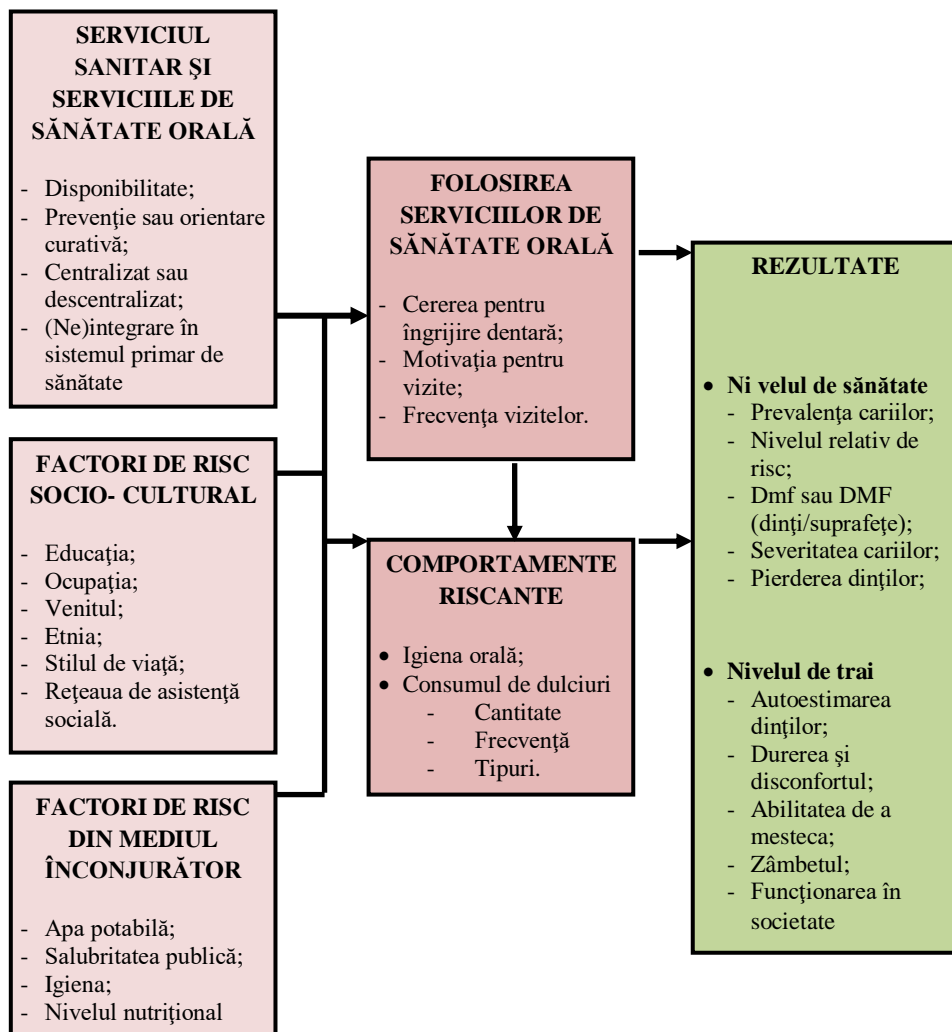 SERVICIUL
SANITAR ŞI
SERVICIILE DE
SĂNĂTATE ORALĂ
- Disponibilitate;
- Prevenţie sau orientare
curativă;
- Centralizat sau
descentralizat;
- (Ne)integrare în
sistemul primar de
sănătate
FACTORI DE RISC
SOCIO- CULTURAL
- Educaţia;
- Ocupaţia;
- Venitul;
- Etnia;
- Stilul de viaţă;
- Reţeaua de asistenţă
socială.
FACTORI DE RISC
DIN MEDIUL
ÎNCONJURĂTOR
- Apa potabilă;
- Salubritatea publică;
- Igiena;
- Nivelul nutriţional
FOLOSIREA
SERVICIILOR DE
SĂNĂTATE ORALĂ
- Cererea pentru
îngrijire dentară;
- Motivaţia pentru
vizite;
- Frecvenţa vizitelor.
COMPORTAMENTE
RISCANTE
• Igiena orală;
• Consumul de dulciuri
- Cantitate
- Frecvenţă
- Tipuri.
REZULTATE
• Ni velul de sănătate
- Prevalenţa cariilor;
- Nivelul relativ de
risc;
- Dmf sau DMF
(dinţi/suprafeţe);
- Severitatea cariilor;
- Pierderea dinţilor;
• Nivelul de trai
- Autoestimarea
dinţilor;
- Durerea şi
disconfortul;
- Abilitatea de a
mesteca;
- Zâmbetul;
- Funcţionarea în
societate